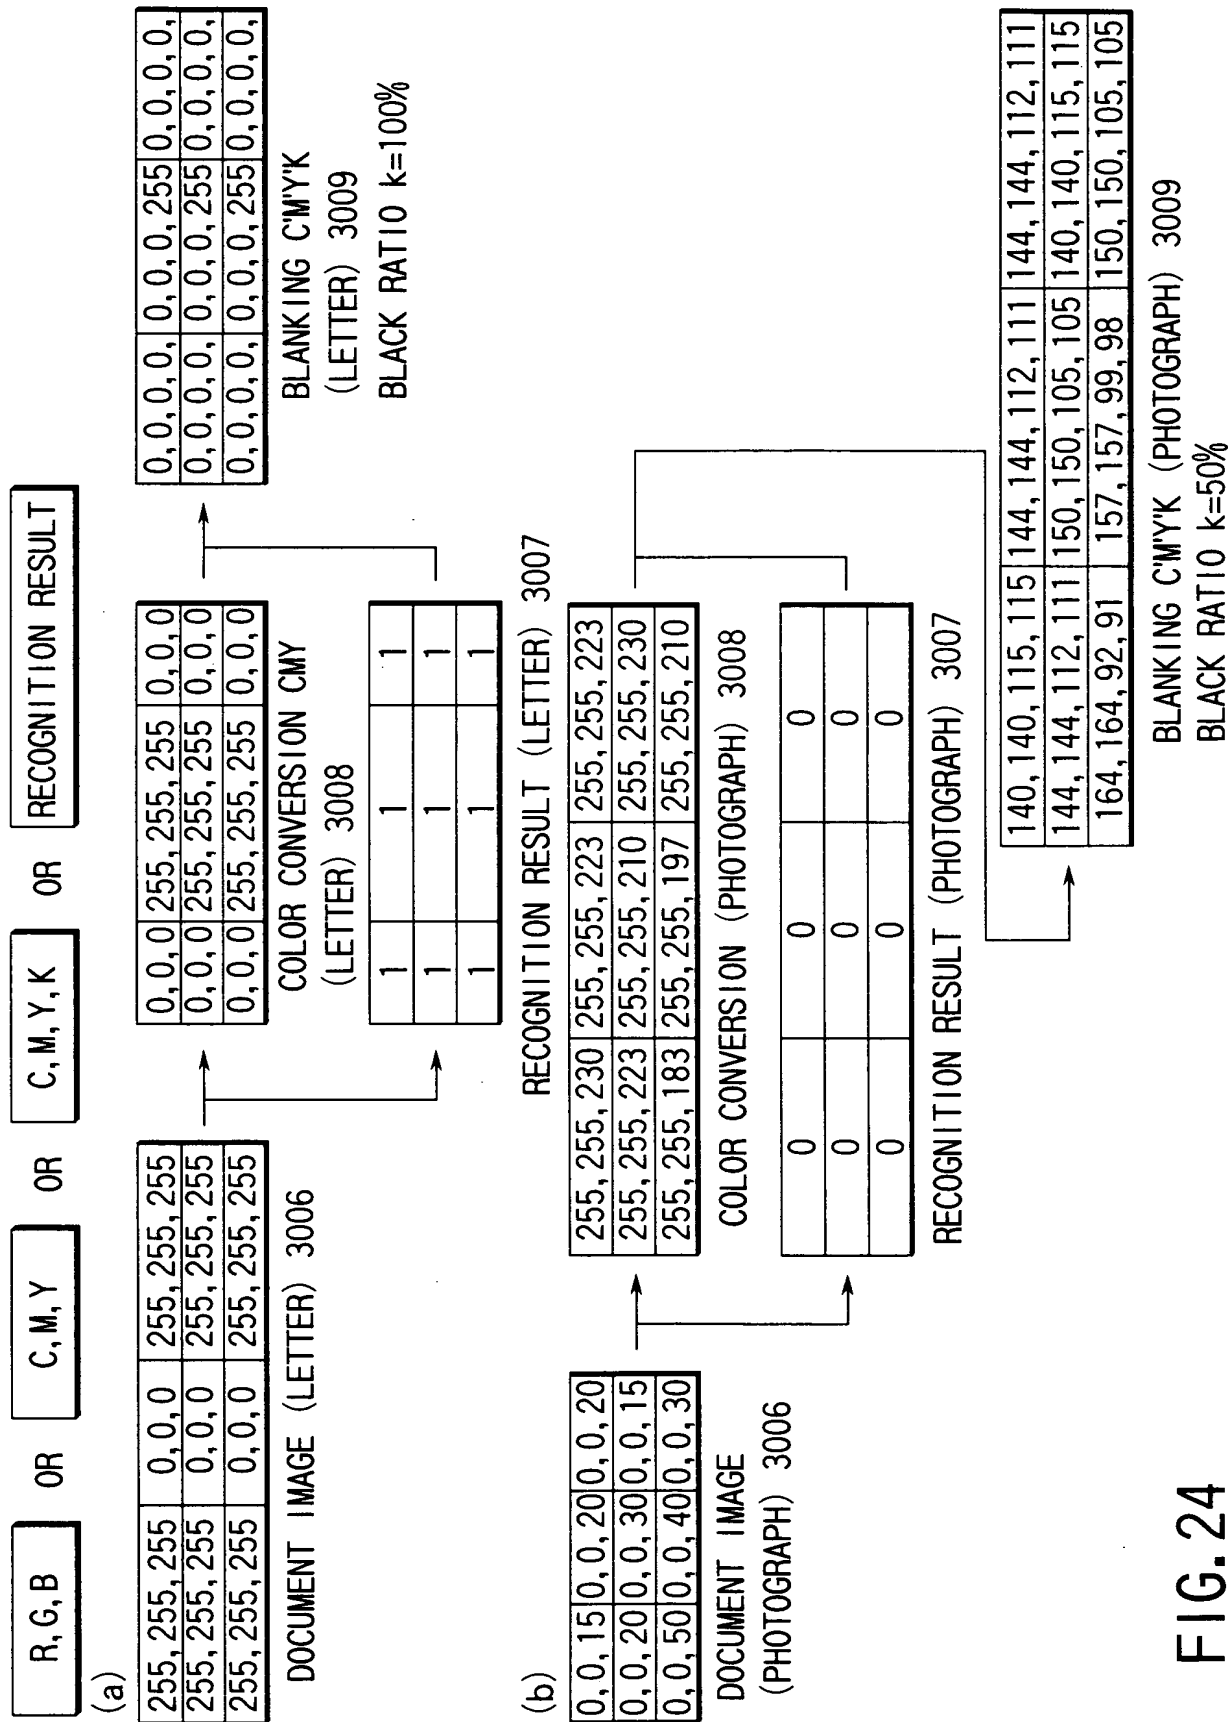 R,G,B OR C,M,Y OR C,M,Y,K OR RECOGNITION RESULT
(a)
255,255,255 0,0,0 255,255,255
255,255,255 0,0,0 255,255,255
255,255,255 0,0,0 255,255,255
DOCUMENT IMAGE (LETTER) 3006
0,0,0 255,255,255 0,0,0
0,0,0 255,255,255 0,0,0
0,0,0 255,255,255 0,0,0
COLOR CONVERSION CMY
(LETTER) 3008
1 1 1
1 1 1
1 1 1
RECOGNITION RESULT (LETTER) 3007
0,0,0,0, 0,0,0,255 0,0,0,0,
0,0,0,0, 0,0,0,255 0,0,0,0,
0,0,0,0, 0,0,0,255 0,0,0,0,
BLANKING C'M'Y'K
(LETTER) 3009
BLACK RATIO k=100%
(b)
0,0,15 0,0,20 0,0,20
0,0,20 0,0,30 0,0,15
0,0,50 0,0,40 0,0,30
DOCUMENT IMAGE
(PHOTOGRAPH) 3006
255,255,230 255,255,223 255,255,223
255,255,223 255,255,210 255,255,230
255,255,183 255,255,197 255,255,210
COLOR CONVERSION (PHOTOGRAPH) 3008
0 0 0
0 0 0
0 0 0
RECOGNITION RESULT (PHOTOGRAPH) 3007
140,140,115,115 144,144,112,111 144,144,112,111
144,144,112,111 150,150,105,105 140,140,115,115
164,164,92,91 157,157,99,98 150,150,105,105
BLANKING C'M'Y'K (PHOTOGRAPH) 3009
BLACK RATIO k=50%
FIG.24